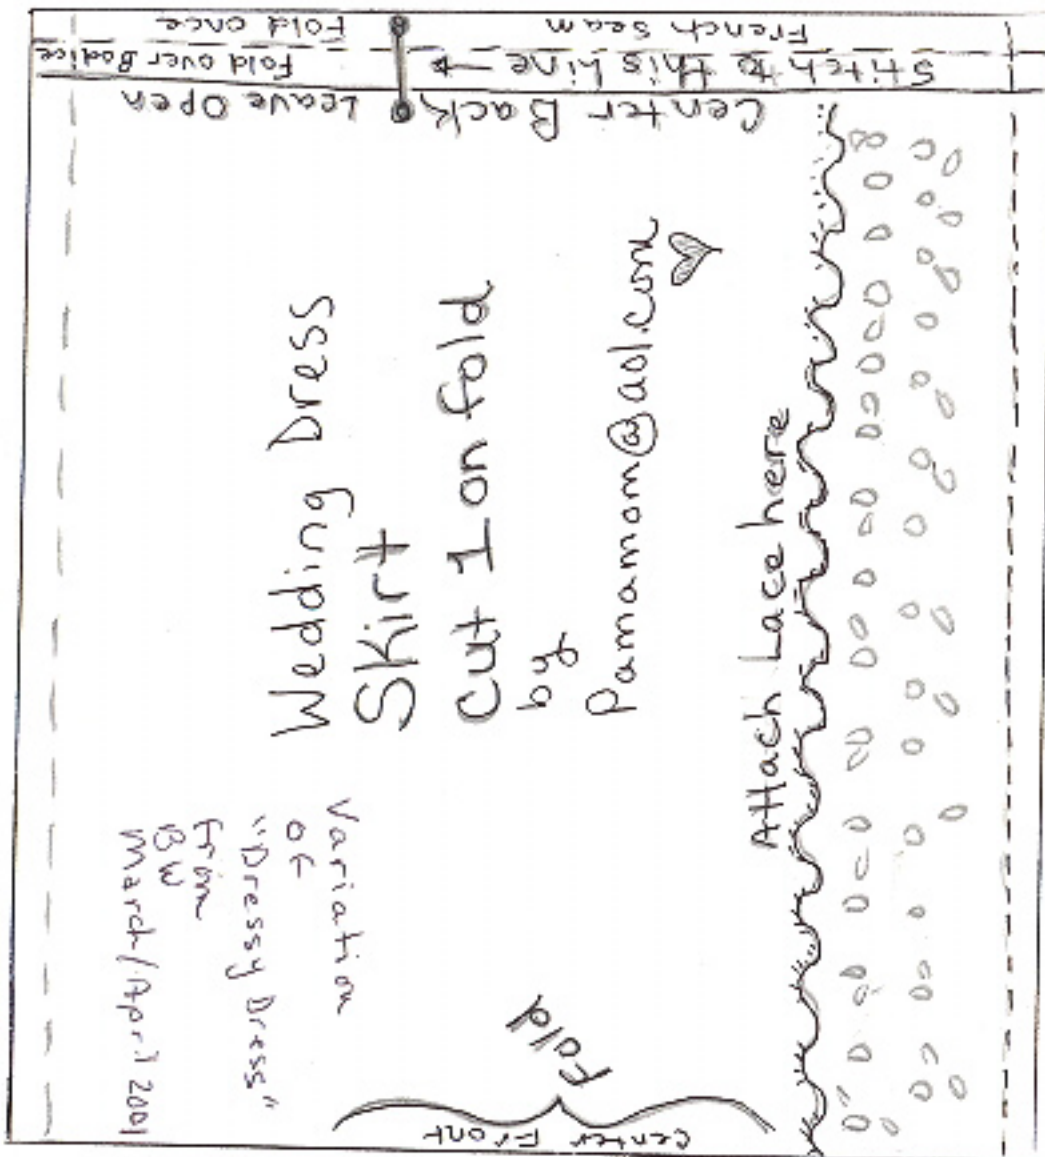 Fold once
French Seam
Fold over Bodice
Stitch to this Line
Leave Open
Center Back
Wedding Dress
Skirt
Cut 1 on fold
by
Pamamom@aol.com
Attach Lace here
Variation
of
"Dressy Dress"
from
BW
March/April 2001
Fold
Center Front